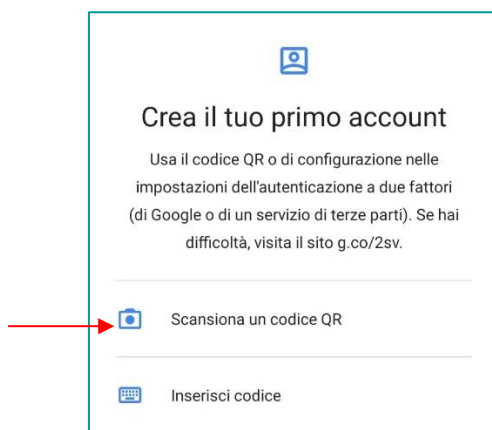 Crea il tuo primo account
Usa il codice QR o di configurazione nelle
impostazioni dell'autenticazione a due fattori
(di Google o di un servizio di terze parti). Se hai
difficoltà, visita il sito g.co/2sv.
Scansiona un codice QR
Inserisci codice